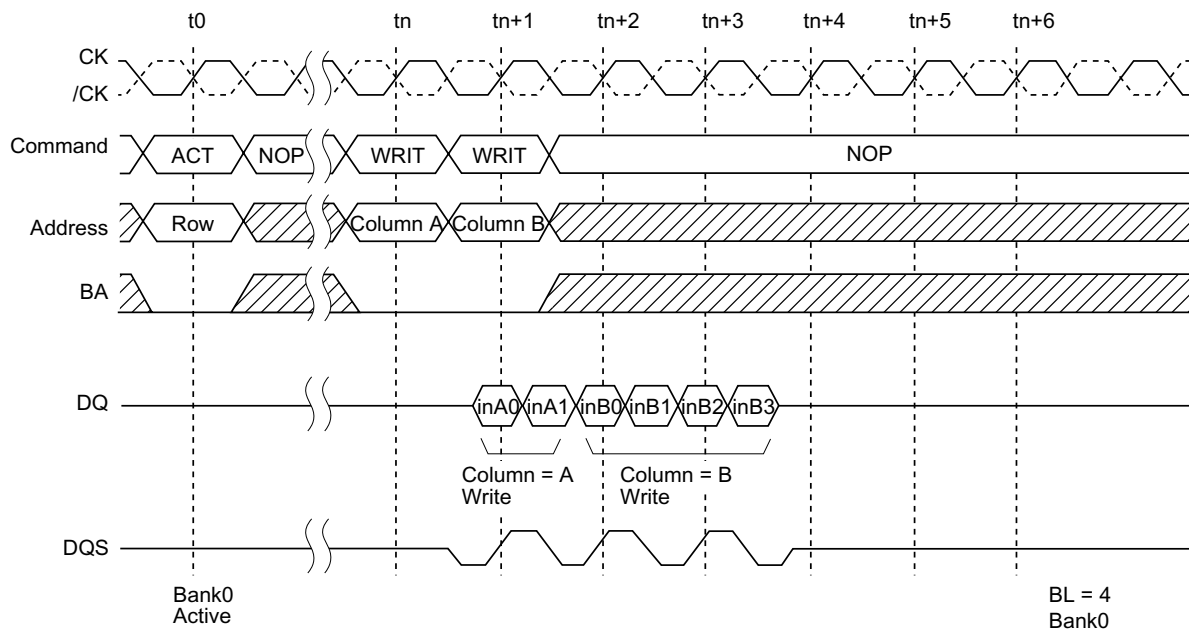 t0 tn tn+1 tn+2 tn+3 tn+4 tn+5 tn+6
CK
/CK
Command ACT NOP WRIT WRIT NOP
Address Row Column A Column B
BA
DQ inA0 inA1 inB0 inB1 inB2 inB3
Column = A Column = B
Write Write
DQS
Bank0 BL = 4
Active Bank0